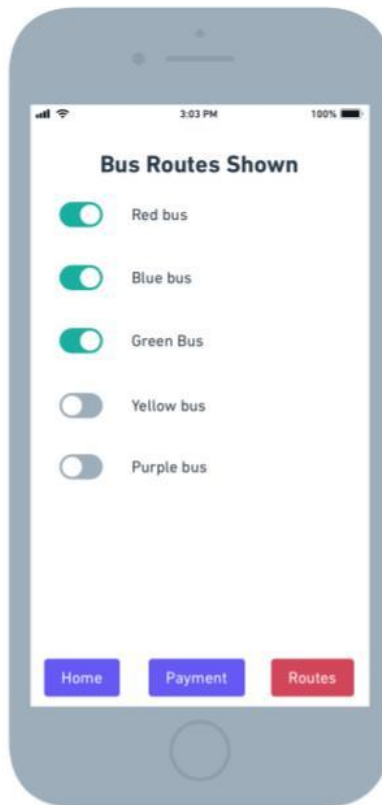 3:03 PM
100%
Bus Routes Shown
Red bus
Blue bus
Green Bus
Yellow bus
Purple bus
Home Payment Routes